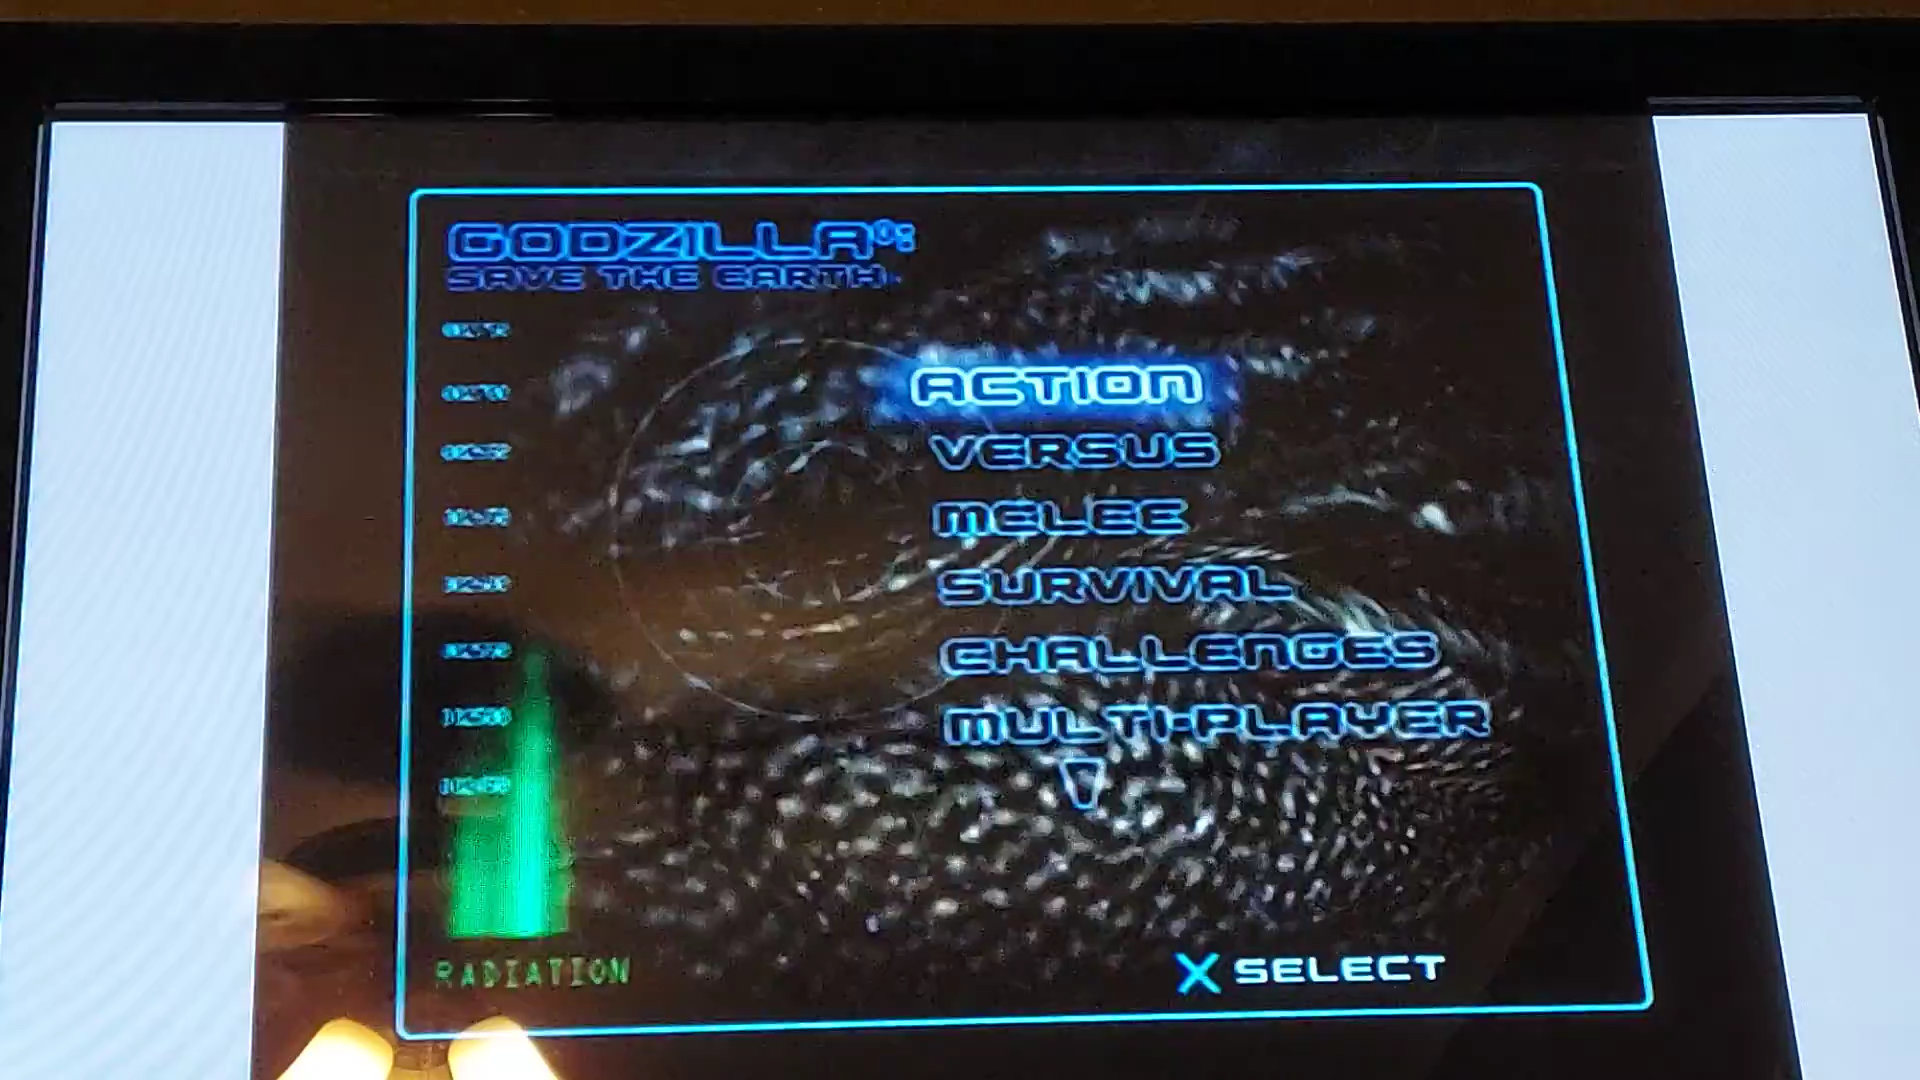 GODZILLA®:
SAVE THE EARTH
ACTION
VERSUS
MELEE
SURVIVAL
CHALLENGES
MULTI-PLAYER
RADIATION
X SELECT